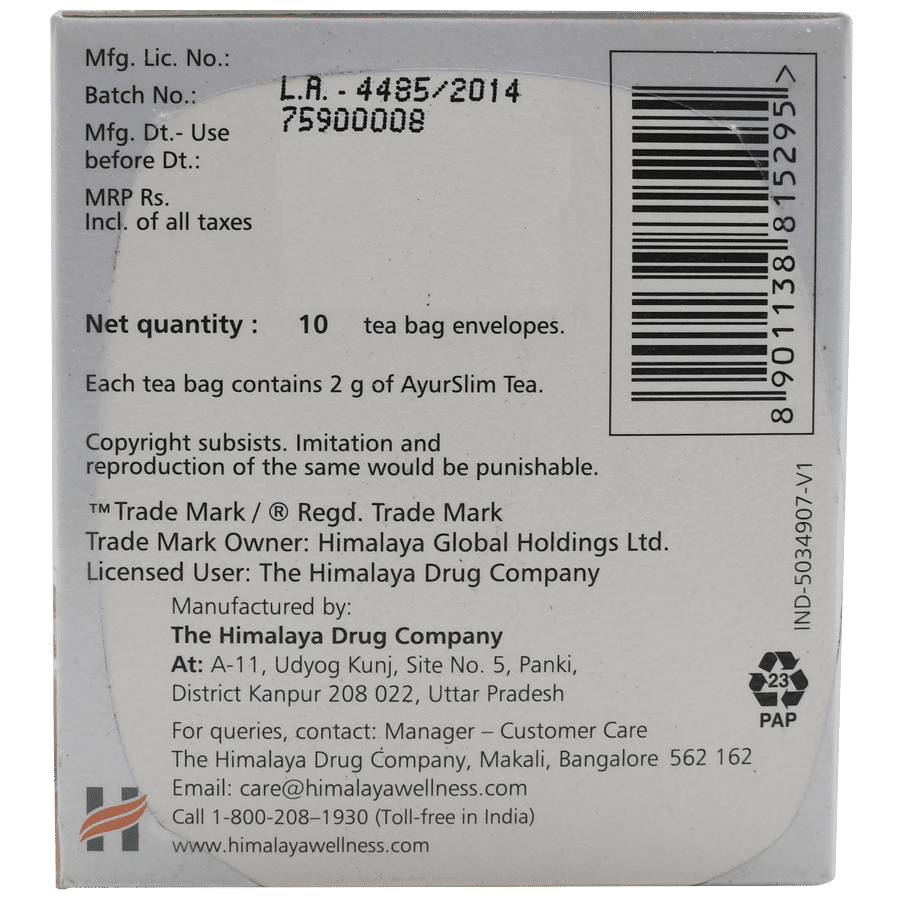 Mfg. Lic. No.:
L.A. - 4485/2014
Batch No.:
75900008
Mfg. Dt.- Use
before Dt.:
MRP Rs.
Incl. of all taxes
Net quantity : 10 tea bag envelopes.
Each tea bag contains 2 g of AyurSlim Tea.
Copyright subsists. Imitation and
reproduction of the same would be punishable.
™Trade Mark / ® Regd. Trade Mark
Trade Mark Owner: Himalaya Global Holdings Ltd.
Licensed User: The Himalaya Drug Company
Manufactured by:
The Himalaya Drug Company
At: A-11, Udyog Kunj, Site No. 5, Panki,
District Kanpur 208 022, Uttar Pradesh
For queries, contact: Manager – Customer Care
The Himalaya Drug Company, Makali, Bangalore 562 162
Email: care@himalayawellness.com
Call 1-800-208–1930 (Toll-free in India)
www.himalayawellness.com
H
8 901138 815295 >
IND-5034907-V1
23
PAP